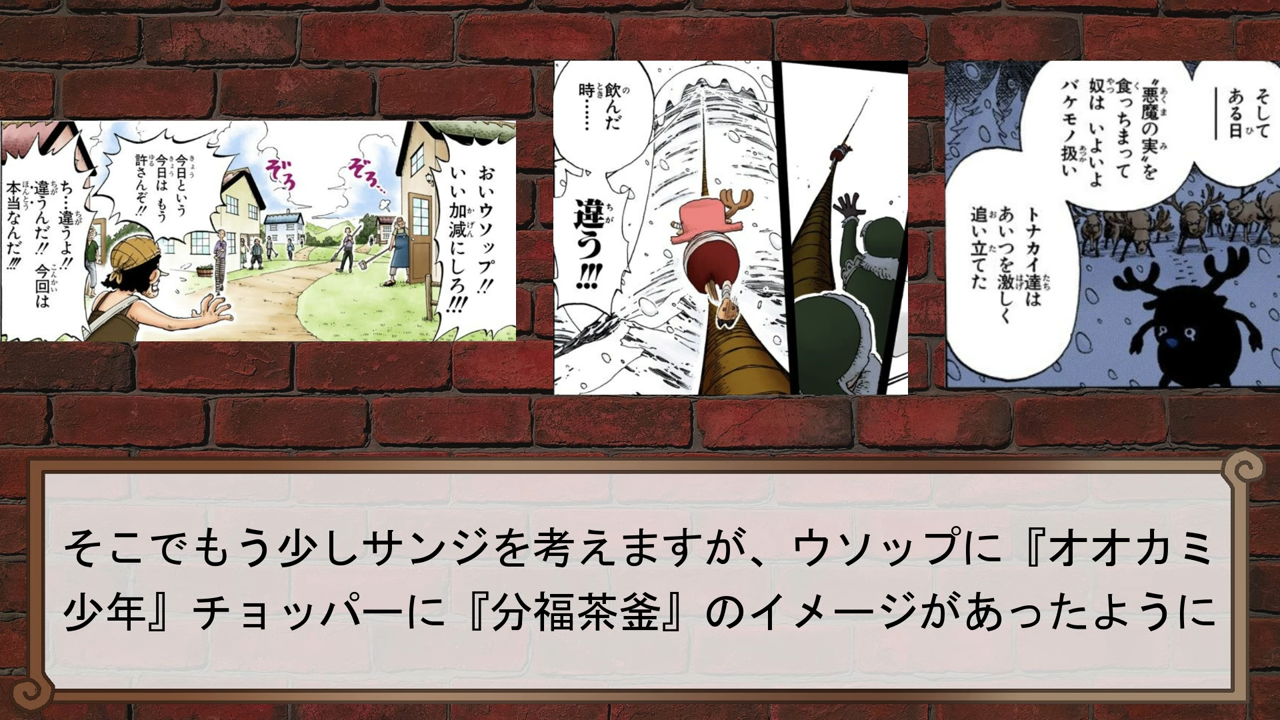 おいウソップ!!
いい加減にしろ!!!
ぞろ…
ぞろ
今日という
今日は もう
許さんぞ!!
ち…違うよ!!
違うんだ!! 今回は
本当なんだ!!!!
飲んだ
時……
違う!!!
そして
ある日
——
“悪魔の実”を
食っちまって
奴は いよいよ
バケモノ扱い
トナカイ達は
あいつを激しく
追い立てた
そこでもう少しサンジを考えますが、ウソップに『オオカミ
少年』チョッパーに『分福茶釜』のイメージがあったように